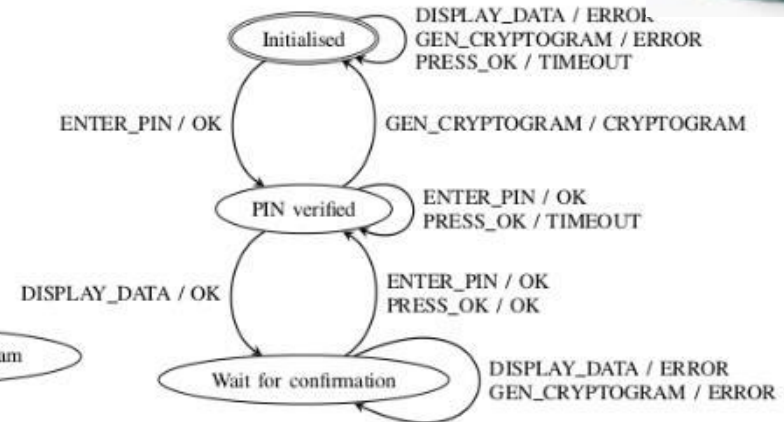 DISPLAY_DATA / ERROR
Initialised
GEN_CRYPTOGRAM / ERROR
PRESS_OK / TIMEOUT
ENTER_PIN / OK
GEN_CRYPTOGRAM / CRYPTOGRAM
PIN verified
ENTER_PIN / OK
PRESS_OK / TIMEOUT
DISPLAY_DATA / OK
ENTER_PIN / OK
PRESS_OK / OK
am
Wait for confirmation
DISPLAY_DATA / ERROR
GEN_CRYPTOGRAM / ERROR